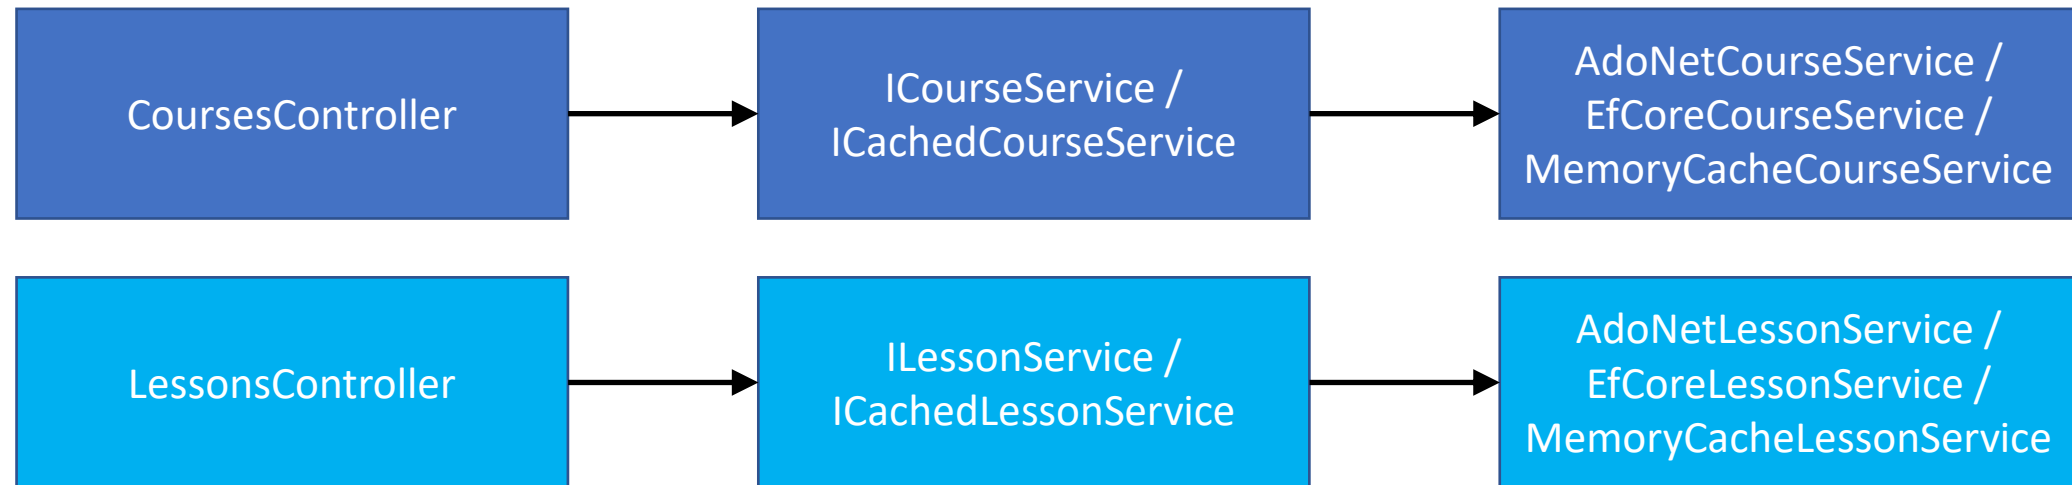 CoursesController
ICourseService /
ICachedCourseService
AdoNetCourseService /
EfCoreCourseService /
MemoryCacheCourseService
LessonsController
ILessonService /
ICachedLessonService
AdoNetLessonService /
EfCoreLessonService /
MemoryCacheLessonService